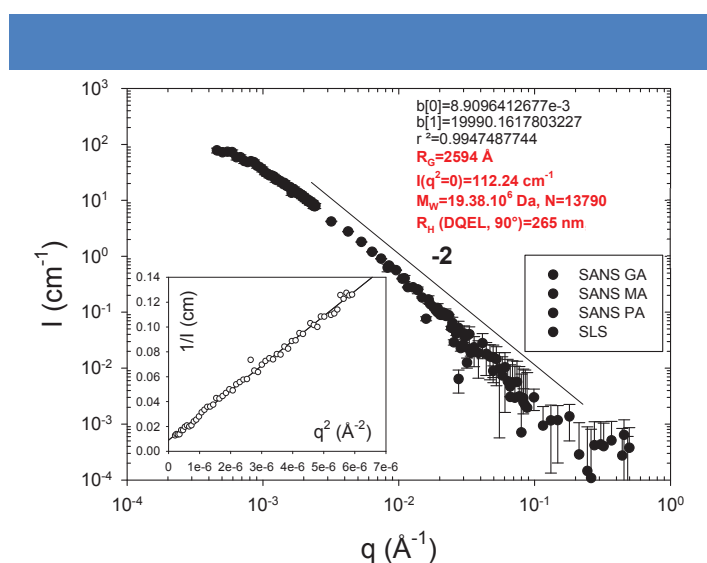 10³
10²
10¹
10⁰
10⁻¹
10⁻²
10⁻³
10⁻⁴
I (cm⁻¹)
b[0]=8.9096412677e-3
b[1]=19990.1617803227
r ²=0.9947487744
R_G=2594 Å
I(q²=0)=112.24 cm⁻¹
M_W=19.38.10⁶ Da, N=13790
R_H (DQEL, 90°)=265 nm
-2
SANS GA
SANS MA
SANS PA
SLS
0.14
0.12
0.10
0.08
0.06
0.04
0.02
0.00
1/I (cm)
q² (Å⁻²)
0 1e-6 2e-6 3e-6 4e-6 5e-6 6e-6 7e-6
10⁻⁴ 10⁻³ 10⁻² 10⁻¹ 10⁰
q (Å⁻¹)